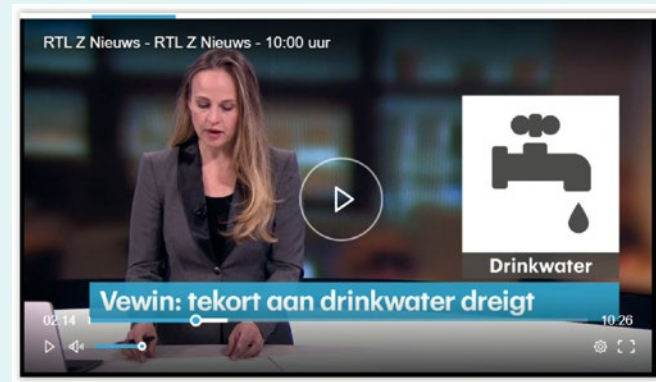 RTL Z Nieuws - RTL Z Nieuws - 10:00 uur
Drinkwater
Vewin: tekort aan drinkwater dreigt
02:14
10:26